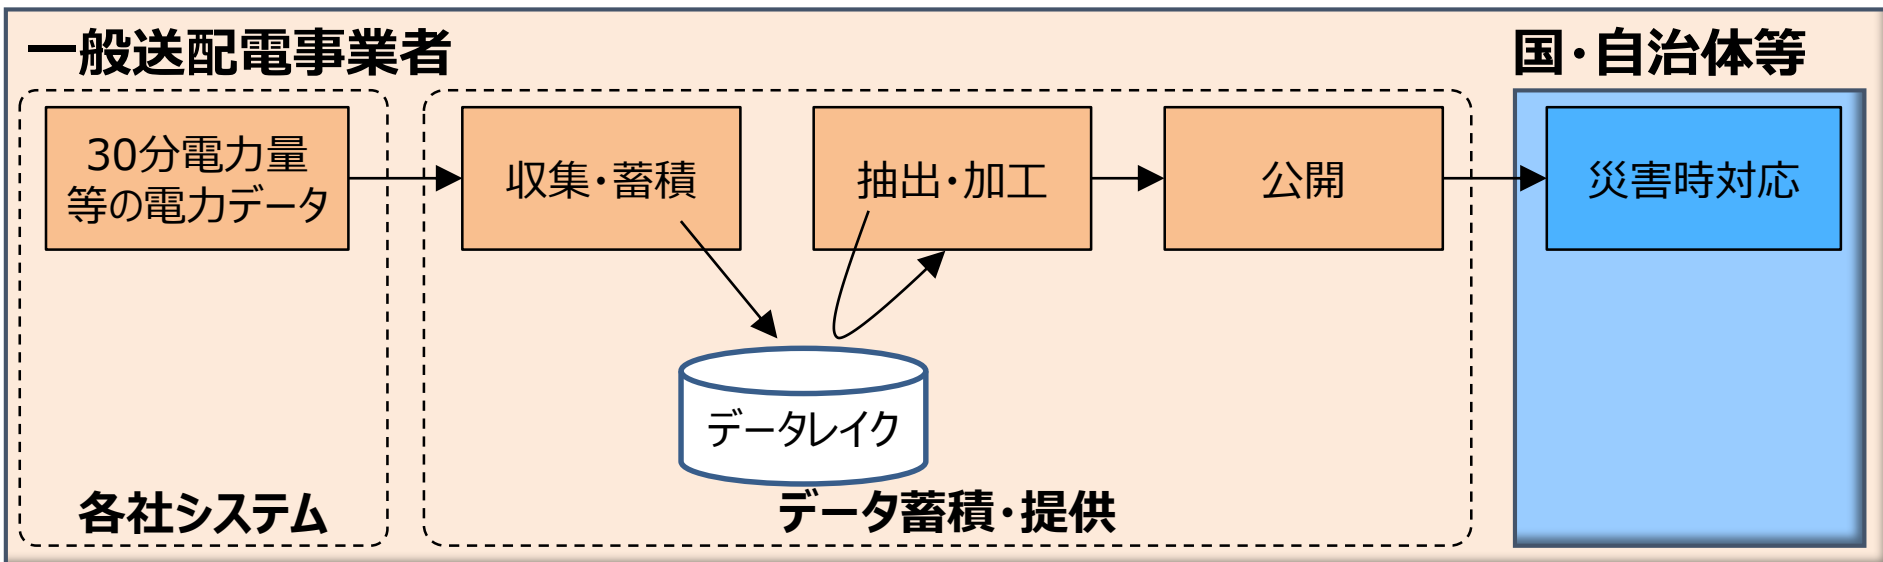 一般送配電事業者
国・自治体等
30分電力量
等の電力データ
収集・蓄積
抽出・加工
公開
災害時対応
データレイク
各社システム
データ蓄積・提供